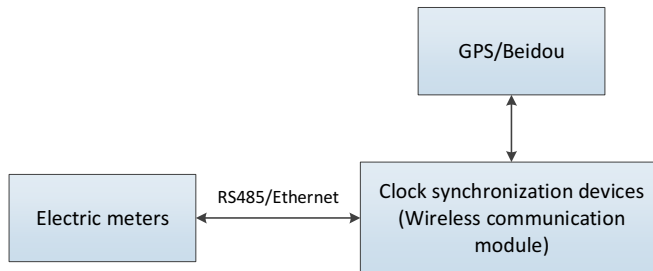 GPS/Beidou
RS485/Ethernet
Electric meters
Clock synchronization devices
(Wireless communication
module)